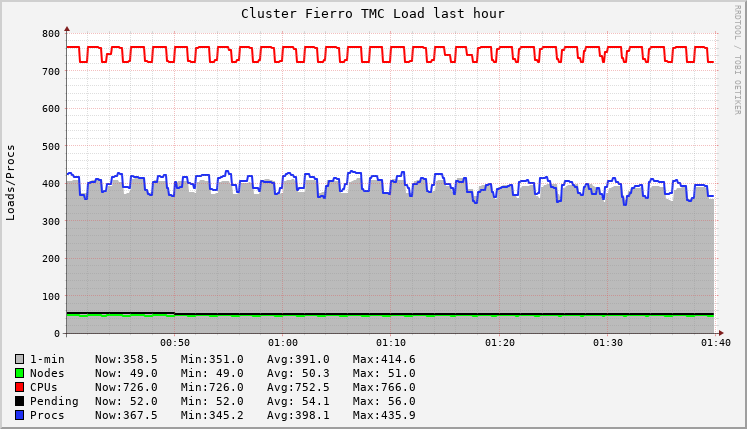 Cluster Fierro TMC Load last hour
RRDTOOL / TOBI OETIKER
Loads/Procs
800
700
600
500
400
300
200
100
0
00:50 01:00 01:10 01:20 01:30 01:40
1-min Now:358.5 Min:351.0 Avg:391.0 Max:414.6
Nodes Now: 49.0 Min: 49.0 Avg: 50.3 Max: 51.0
CPUs Now:726.0 Min:726.0 Avg:752.5 Max:766.0
Pending Now: 52.0 Min: 52.0 Avg: 54.1 Max: 56.0
Procs Now:367.5 Min:345.2 Avg:398.1 Max:435.9